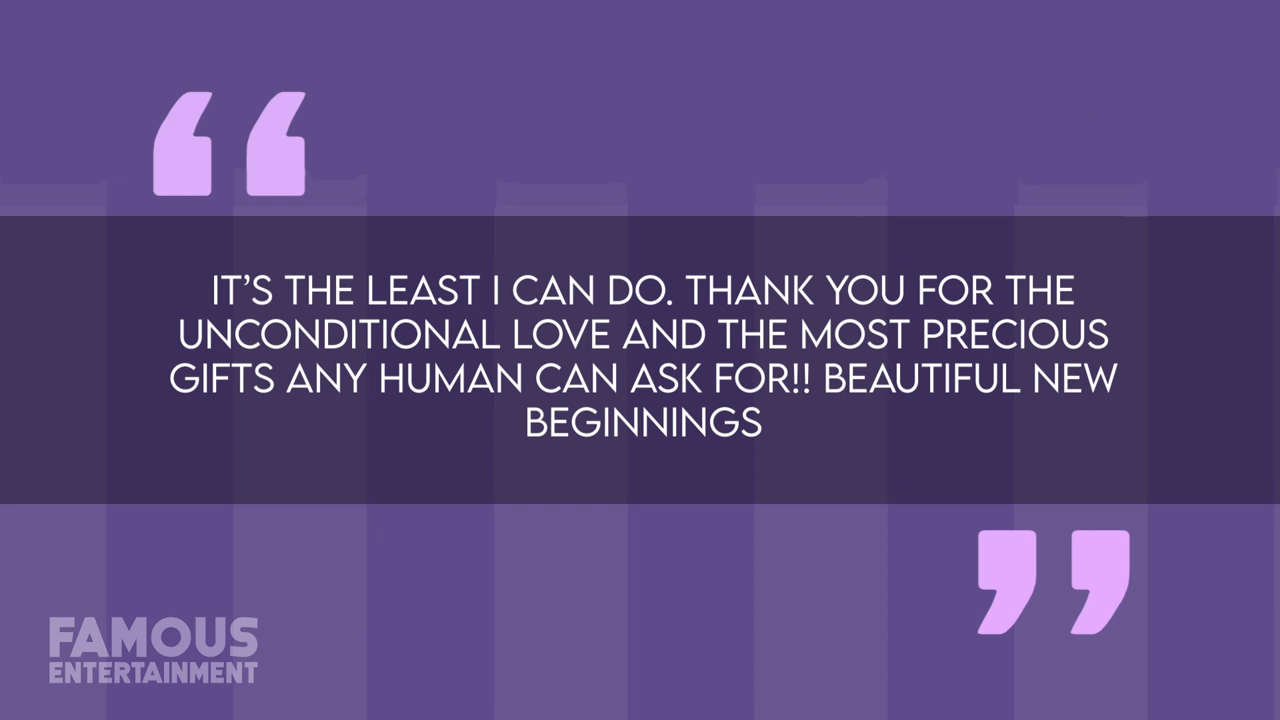 “
IT’S THE LEAST I CAN DO. THANK YOU FOR THE
UNCONDITIONAL LOVE AND THE MOST PRECIOUS
GIFTS ANY HUMAN CAN ASK FOR!! BEAUTIFUL NEW
BEGINNINGS
”
FAMOUS
ENTERTAINMENT